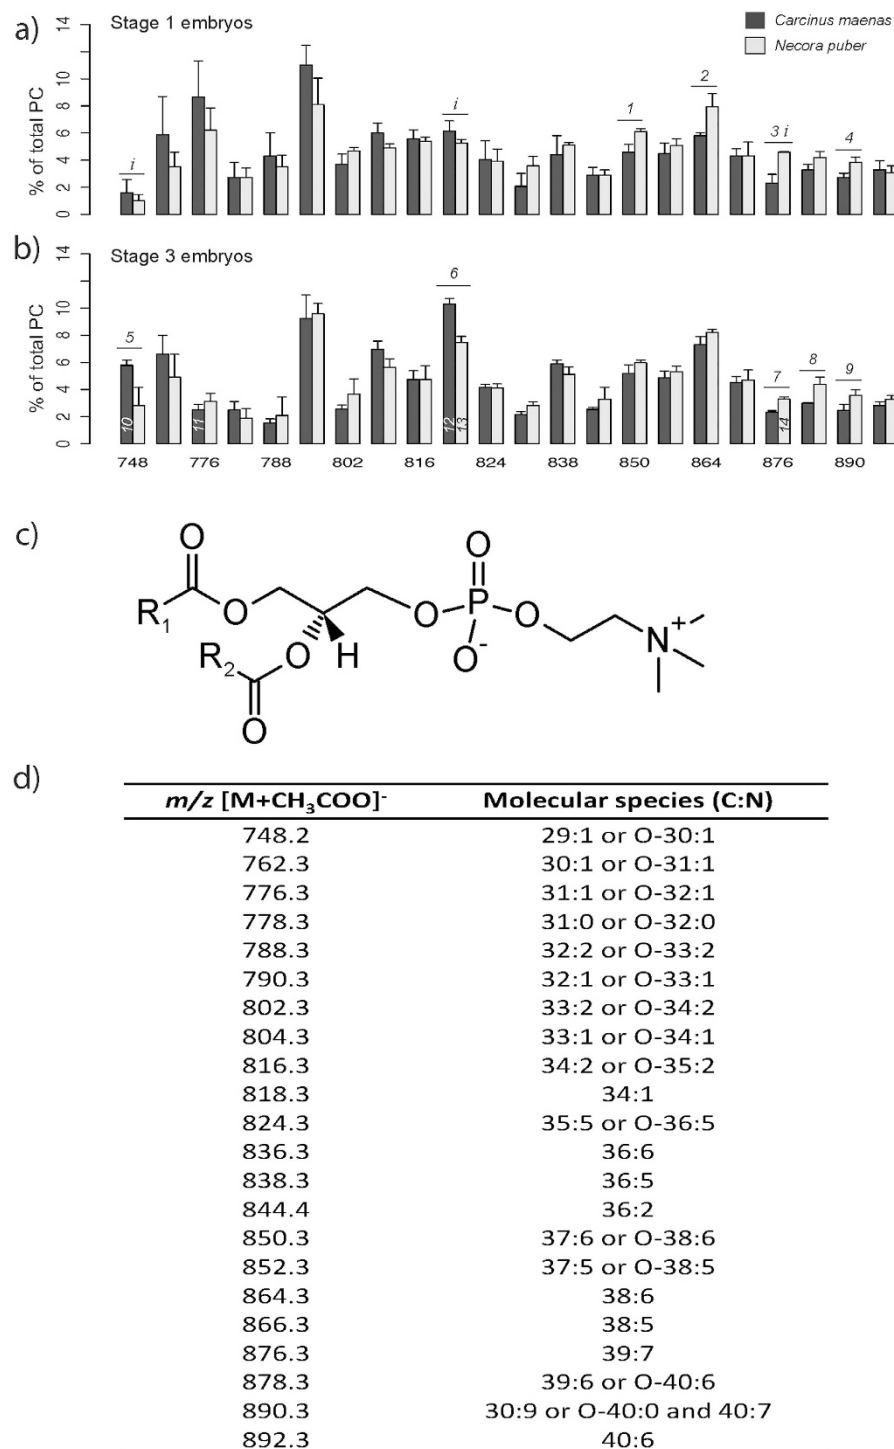 a)
Stage 1 embryos
Carcinus maenas
Necora puber
% of total PC
14
10
8
6
4
2
0
i
i
1
2
3 i
4
b)
Stage 3 embryos
% of total PC
14
10
8
6
4
2
0
5
6
7
8
9
10
11
12
13
14
748 776 788 802 816 824 838 850 864 876 890
c)
O
R1
O
R2
O
H
O
O
O
P
O-
O
N+
d)
m/z [M+CH3COO]- Molecular species (C:N)
748.2 29:1 or O-30:1
762.3 30:1 or O-31:1
776.3 31:1 or O-32:1
778.3 31:0 or O-32:0
788.3 32:2 or O-33:2
790.3 32:1 or O-33:1
802.3 33:2 or O-34:2
804.3 33:1 or O-34:1
816.3 34:2 or O-35:2
818.3 34:1
824.3 35:5 or O-36:5
836.3 36:6
838.3 36:5
844.4 36:2
850.3 37:6 or O-38:6
852.3 37:5 or O-38:5
864.3 38:6
866.3 38:5
876.3 39:7
878.3 39:6 or O-40:6
890.3 30:9 or O-40:0 and 40:7
892.3 40:6